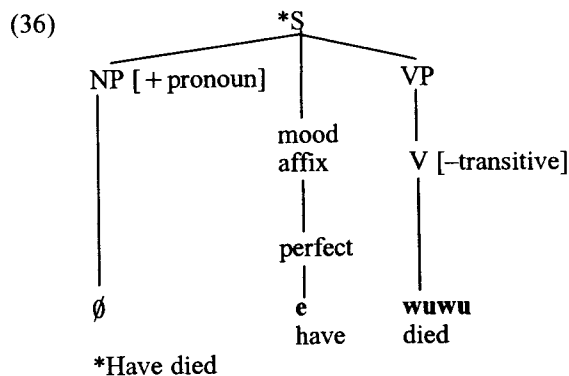 (36)
*S
NP [+ pronoun] VP
mood
affix V [–transitive]
perfect
∅ e wuwu
have died
*Have died